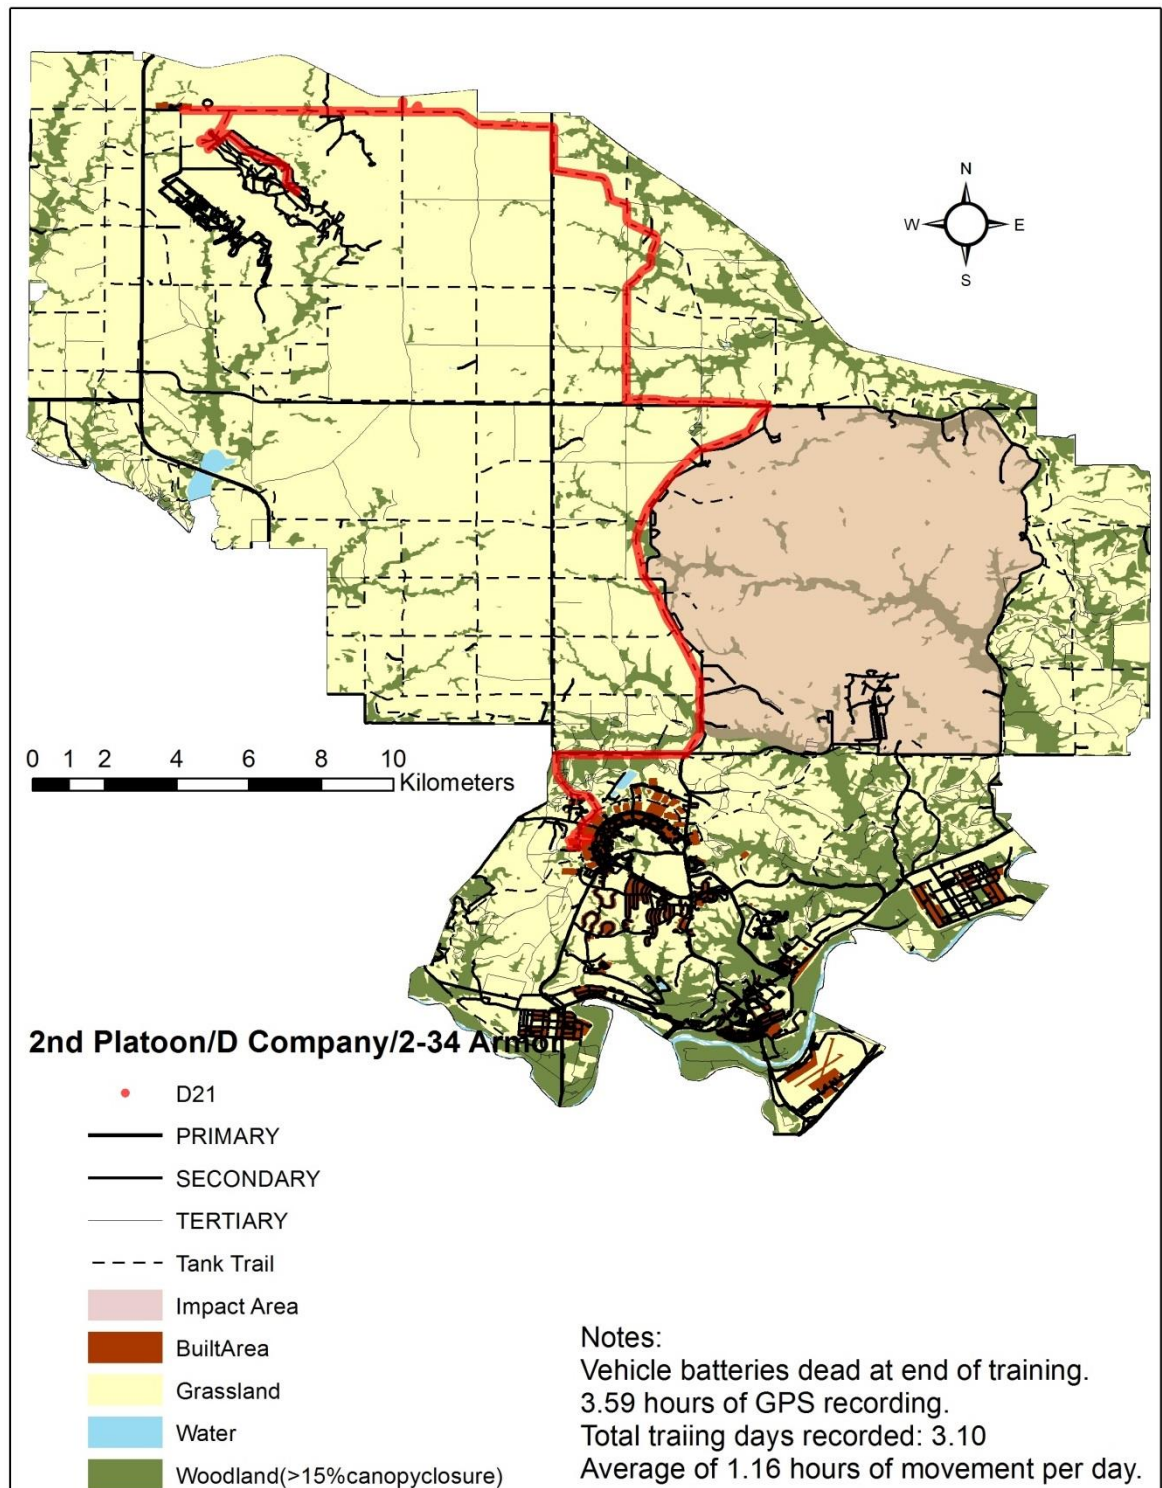 N
W E
S
0 1 2 4 6 8 10
Kilometers
2nd Platoon/D Company/2-34 Armor
D21
PRIMARY
SECONDARY
TERTIARY
Tank Trail
Impact Area
BuiltArea
Grassland
Water
Woodland(>15%canopyclosure)
Notes:
Vehicle batteries dead at end of training.
3.59 hours of GPS recording.
Total traiing days recorded: 3.10
Average of 1.16 hours of movement per day.